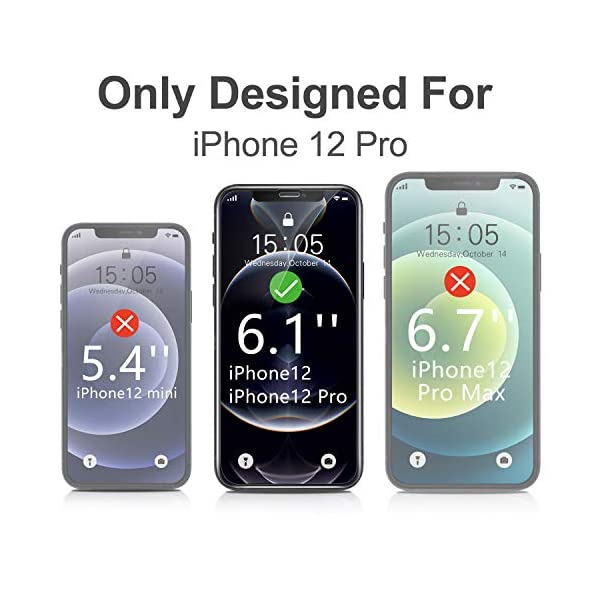 Only Designed For
iPhone 12 Pro
15:05
Wednesday,October 14
5.4''
iPhone12 mini
15:05
Wednesday,October 14
6.1''
iPhone12
iPhone12 Pro
15:05
Wednesday,October 14
6.7''
iPhone12
Pro Max